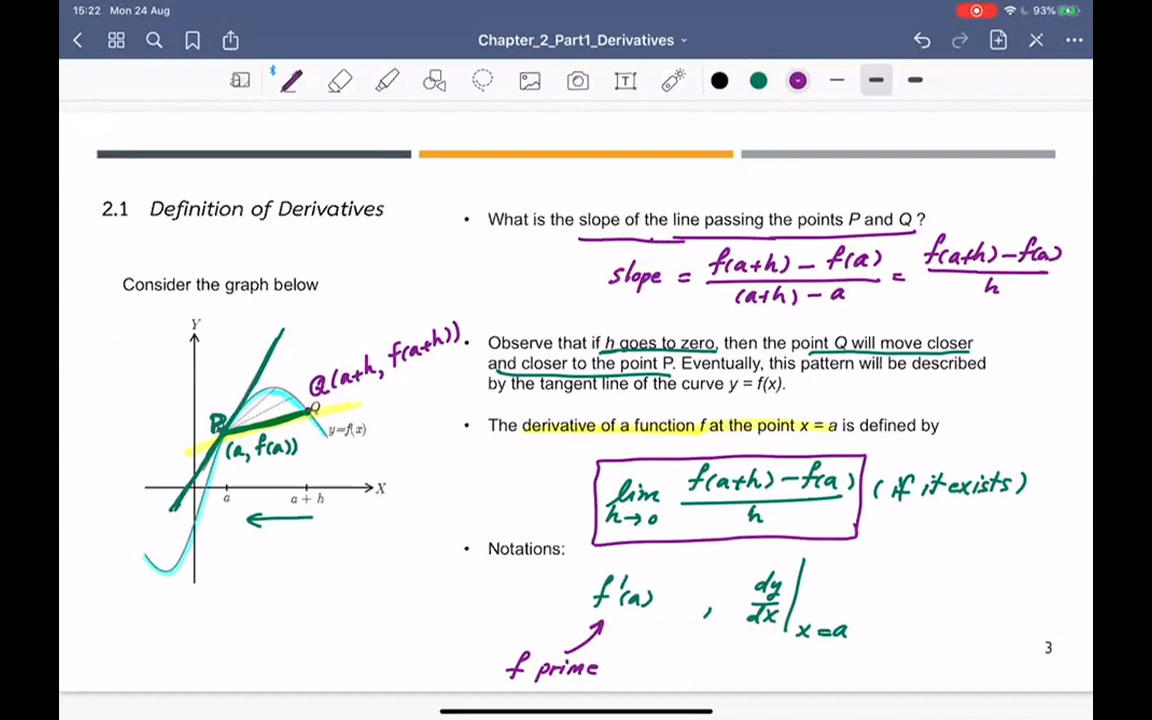 15:22 Mon 24 Aug
93%
Chapter_2_Part1_Derivatives
T
2.1 Definition of Derivatives
Consider the graph below
Y
P
Q(a+h, f(a+h))
Q
y=f(x)
(a, f(a))
a
a + h
X
• What is the slope of the line passing the points P and Q ?
slope = f(a+h) - f(a) / (a+h) - a = f(a+h) - f(a) / h
• Observe that if h goes to zero, then the point Q will move closer
and closer to the point P. Eventually, this pattern will be described
by the tangent line of the curve y = f(x).
• The derivative of a function f at the point x = a is defined by
lim h→0 f(a+h) - f(a) / h (if it exists)
• Notations:
f'(a) , dy/dx | x=a
f prime
3